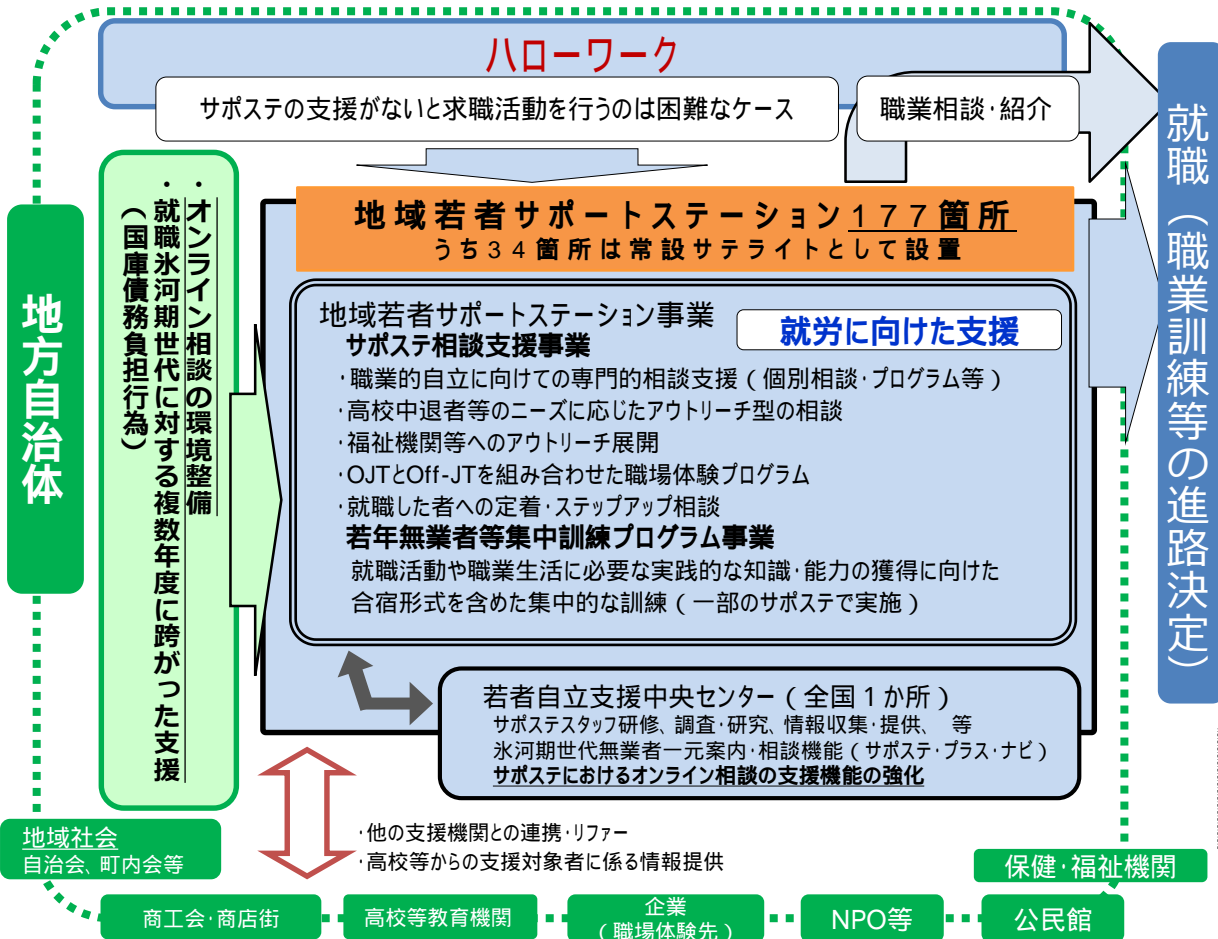 ハローワーク
サポステの支援がないと求職活動を行うのは困難なケース
職業相談・紹介
就職（職業訓練等の進路決定）
地方自治体
・オンライン相談の環境整備
・就職氷河期世代に対する複数年度に跨がった支援
（国庫債務負担行為）
地域若者サポートステーション１７７箇所
うち３４箇所は常設サテライトとして設置
地域若者サポートステーション事業
就労に向けた支援
サポステ相談支援事業
・職業的自立に向けての専門的相談支援（個別相談・プログラム等）
・高校中退者等のニーズに応じたアウトリーチ型の相談
・福祉機関等へのアウトリーチ展開
・OJTとOff-JTを組み合わせた職場体験プログラム
・就職した者への定着・ステップアップ相談
若年無業者等集中訓練プログラム事業
就職活動や職業生活に必要な実践的な知識・能力の獲得に向けた
合宿形式を含めた集中的な訓練（一部のサポステで実施）
若者自立支援中央センター（全国１か所）
サポステスタッフ研修、調査・研究、情報収集・提供、　等
氷河期世代無業者一元案内・相談機能（サポステ・プラス・ナビ）
サポステにおけるオンライン相談の支援機能の強化
・他の支援機関との連携・リファー
・高校等からの支援対象者に係る情報提供
地域社会
自治会、町内会等
保健・福祉機関
商工会・商店街
高校等教育機関
企業
（職場体験先）
NPO等
公民館